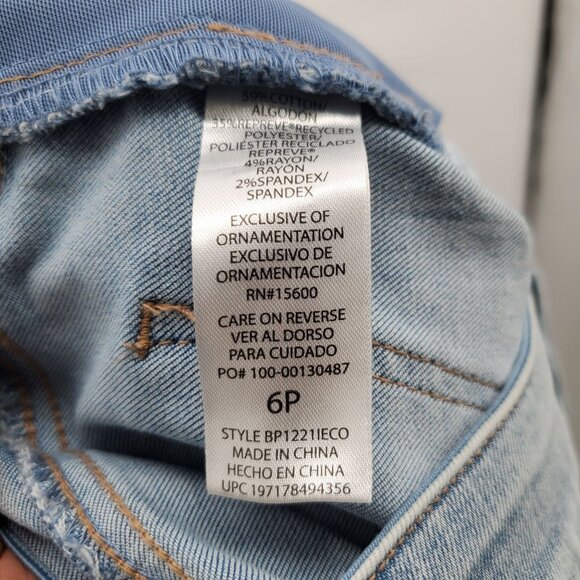 59%COTTON/
ALGODON
35%REPREVE®RECYCLED
POLYESTER/
POLIESTER RECICLADO
REPREVE®
4%RAYON/
RAYON
2%SPANDEX/
SPANDEX
EXCLUSIVE OF
ORNAMENTATION
EXCLUSIVO DE
ORNAMENTACION
RN#15600
CARE ON REVERSE
VER AL DORSO
PARA CUIDADO
PO# 100-00130487
6P
STYLE BP1221IECO
MADE IN CHINA
HECHO EN CHINA
UPC 197178494356